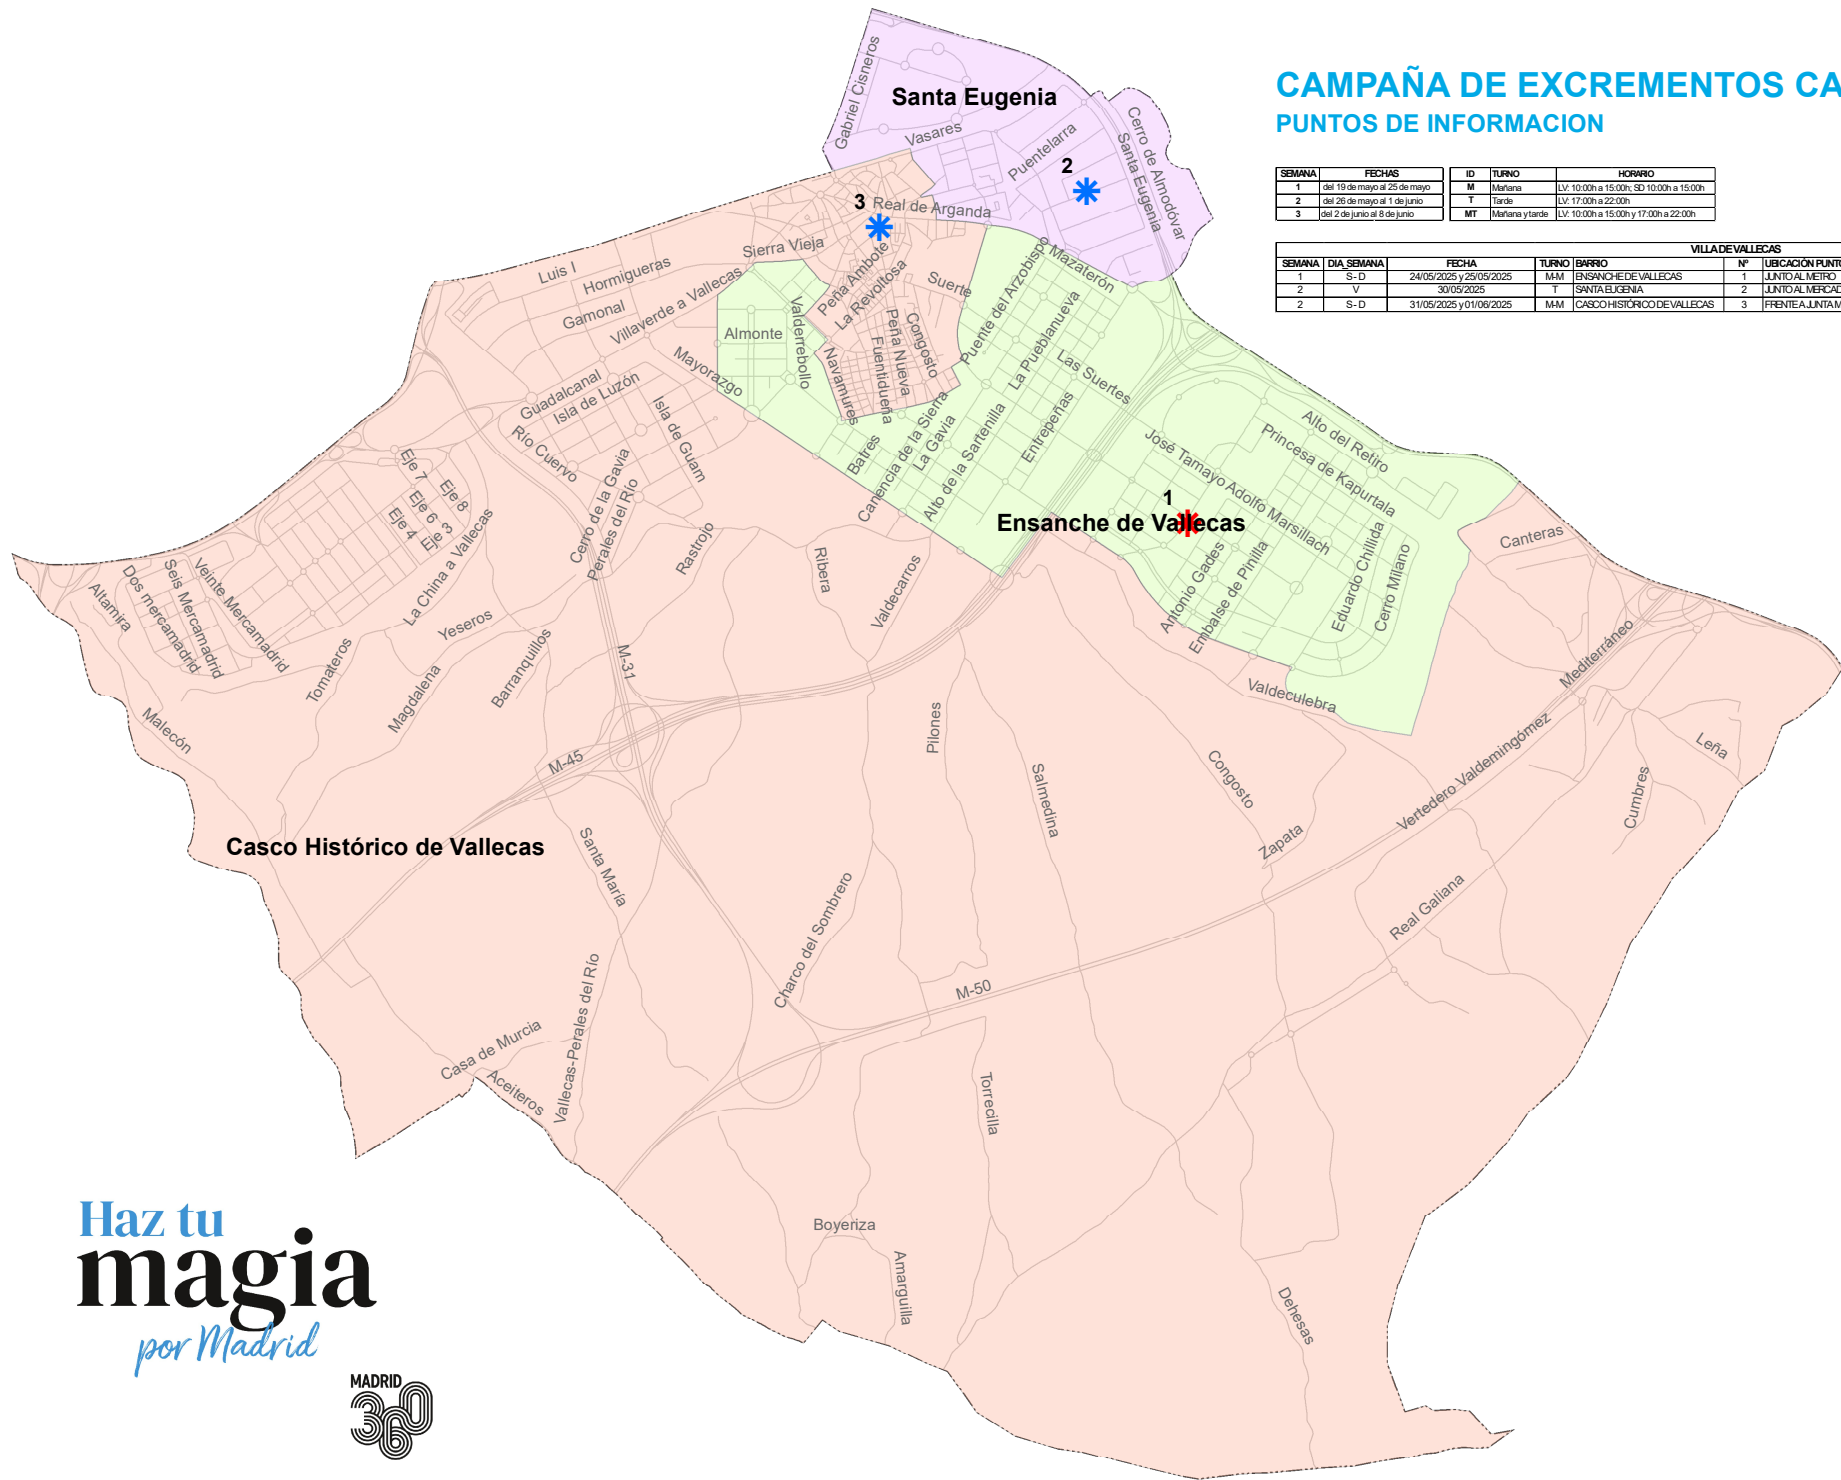 CAMPAÑA DE EXCREMENTOS CA
PUNTOS DE INFORMACION
SEMANA FECHAS
1 del 19 de mayo al 25 de mayo
2 del 26 de mayo al 1 de junio
3 del 2 de junio al 8 de junio
ID TURNO HORARIO
M Mañana LV: 10:00h a 15:00h; SD 10:00h a 15:00h
T Tarde LV: 17:00h a 22:00h
MT Mañana y tarde LV: 10:00h a 15:00h y 17:00h a 22:00h
VILLA DE VALLECAS
SEMANA DIA_SEMANA FECHA TURNO BARRIO Nº UBICACIÓN PUNTO
1 S - D 24/05/2025 y 25/05/2025 M-M ENSANCHE DE VALLECAS 1 JUNTO AL METRO
2 V 30/05/2025 T SANTA EUGENIA 2 JUNTO AL MERCAD
2 S - D 31/05/2025 y 01/06/2025 M-M CASCO HISTÓRICO DE VALLECAS 3 FRENTE A JUNTA M
Santa Eugenia
Gabriel Cisneros
Vasares
Puentelarra
Cerro de Almodóvar
Santa Eugenia
2
3
Real de Arganda
Sierra Vieja
Luis I
Hormigueras
Gamonal
Villaverde a Vallecas
Peña Ambote
La Revoltosa
Suerte
Puente del Arzobispo
Mazaterón
Almonte
Valderrebollo
Navamures
Fuentidueña
Peña Nueva
Congosto
La Pueblanueva
Las Suertes
Mayorazgo
Guadalcanal
Isla de Luzón
Isla de Guam
Río Cuervo
Cerro de la Gavia
Perales del Río
Rastrojo
Batres
Canencia de la Sierra
La Gavia
Alto de la Sartenilla
Entrepeñas
Alto del Retiro
Princesa de Kapurtala
José Tamayo
Adolfo Marsillach
1
Ensanche de Vallecas
Antonio Gades
Embalse de Pinilla
Eduardo Chillida
Cerro Milano
Canteras
Eje 7
Eje 8
Eje 6
Eje 3
Eje 4
La China a Vallecas
Altamira
Dos mercamadrid
Seis Mercamadrid
Veinte Mercamadrid
Tomateros
Yeseros
Magdalena
Barranquillos
Malecón
M-31
Ribera
Valdecarros
Valdeculebra
Mediterráneo
M-45
Pilones
Salmedina
Congosto
Zapata
Vertedero Valdemingómez
Leña
Cumbres
Casco Histórico de Vallecas
Santa María
Charco del Sombrero
Real Galiana
M-50
Vallecas-Perales del Río
Casa de Murcia
Aceiteros
Torrecilla
Boyeriza
Amarguilla
Dehesas
Haz tu
magia
por Madrid
MADRID
360